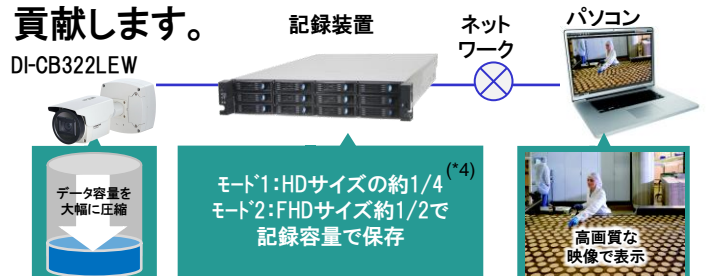 貢献します。
DI-CB322LEW
記録装置
ネット
ワーク
パソコン
データ容量を
大幅に圧縮
ﾓｰﾄﾞ1:HDサイズの約1/4(*4)
ﾓｰﾄﾞ2:FHDサイズ約1/2で
記録容量で保存
高画質な
映像で表示